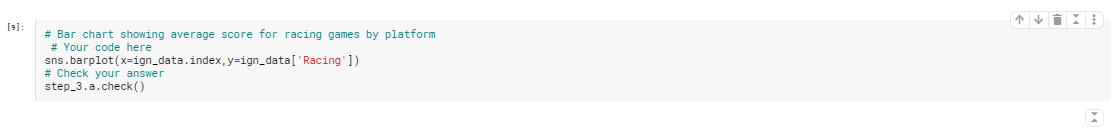 [9]:
# Bar chart showing average score for racing games by platform
# Your code here
sns.barplot(x=ign_data.index,y=ign_data['Racing'])
# Check your answer
step_3.a.check()